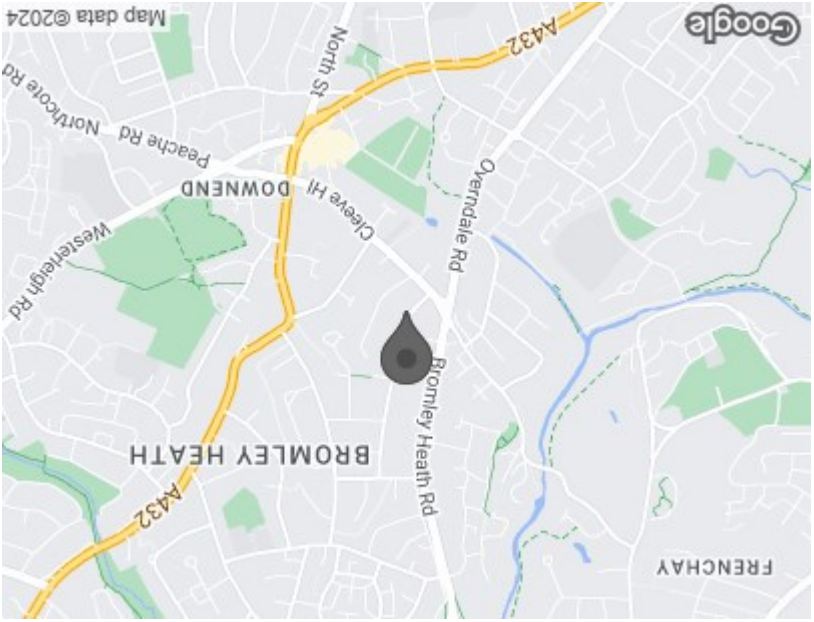 FRENCHAY
A432
BROMLEY HEATH
Bromley Heath Rd
Westerleigh Rd
Overndale Rd
Cleeve Hl
DOWNEND
Peache Rd
Northcote Rd
North St
A432
Google
Map data ©2024